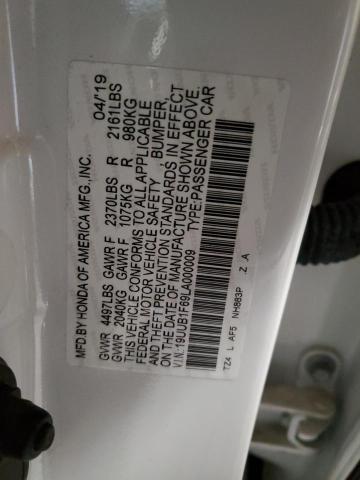 MFD BY HONDA OF AMERICA MFG.,INC. 04/19
GVWR 4497LBS GAWR F 2370LBS R 2161LBS
GVWR 2040KG GAWR F 1075KG R 980KG
THIS VEHICLE CONFORMS TO ALL APPLICABLE
FEDERAL MOTOR VEHICLE SAFETY , BUMPER,
AND THEFT PREVENTION STANDARDS IN EFFECT
ON THE DATE OF MANUFACTURE SHOWN ABOVE.
V.I.N:19UUB1F69LA000009 TYPE:PASSENGER CAR
TZ4 L AF5 NH883P Z A